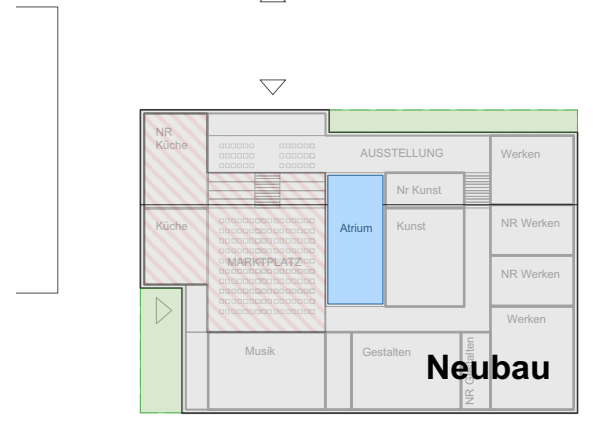 NR
Küche
AUSSTELLUNG
Werken
Nr Kunst
Küche
Atrium
Kunst
NR Werken
MARKTPLATZ
NR Werken
Werken
Musik
Gestalten
NR Gestalten
Neubau